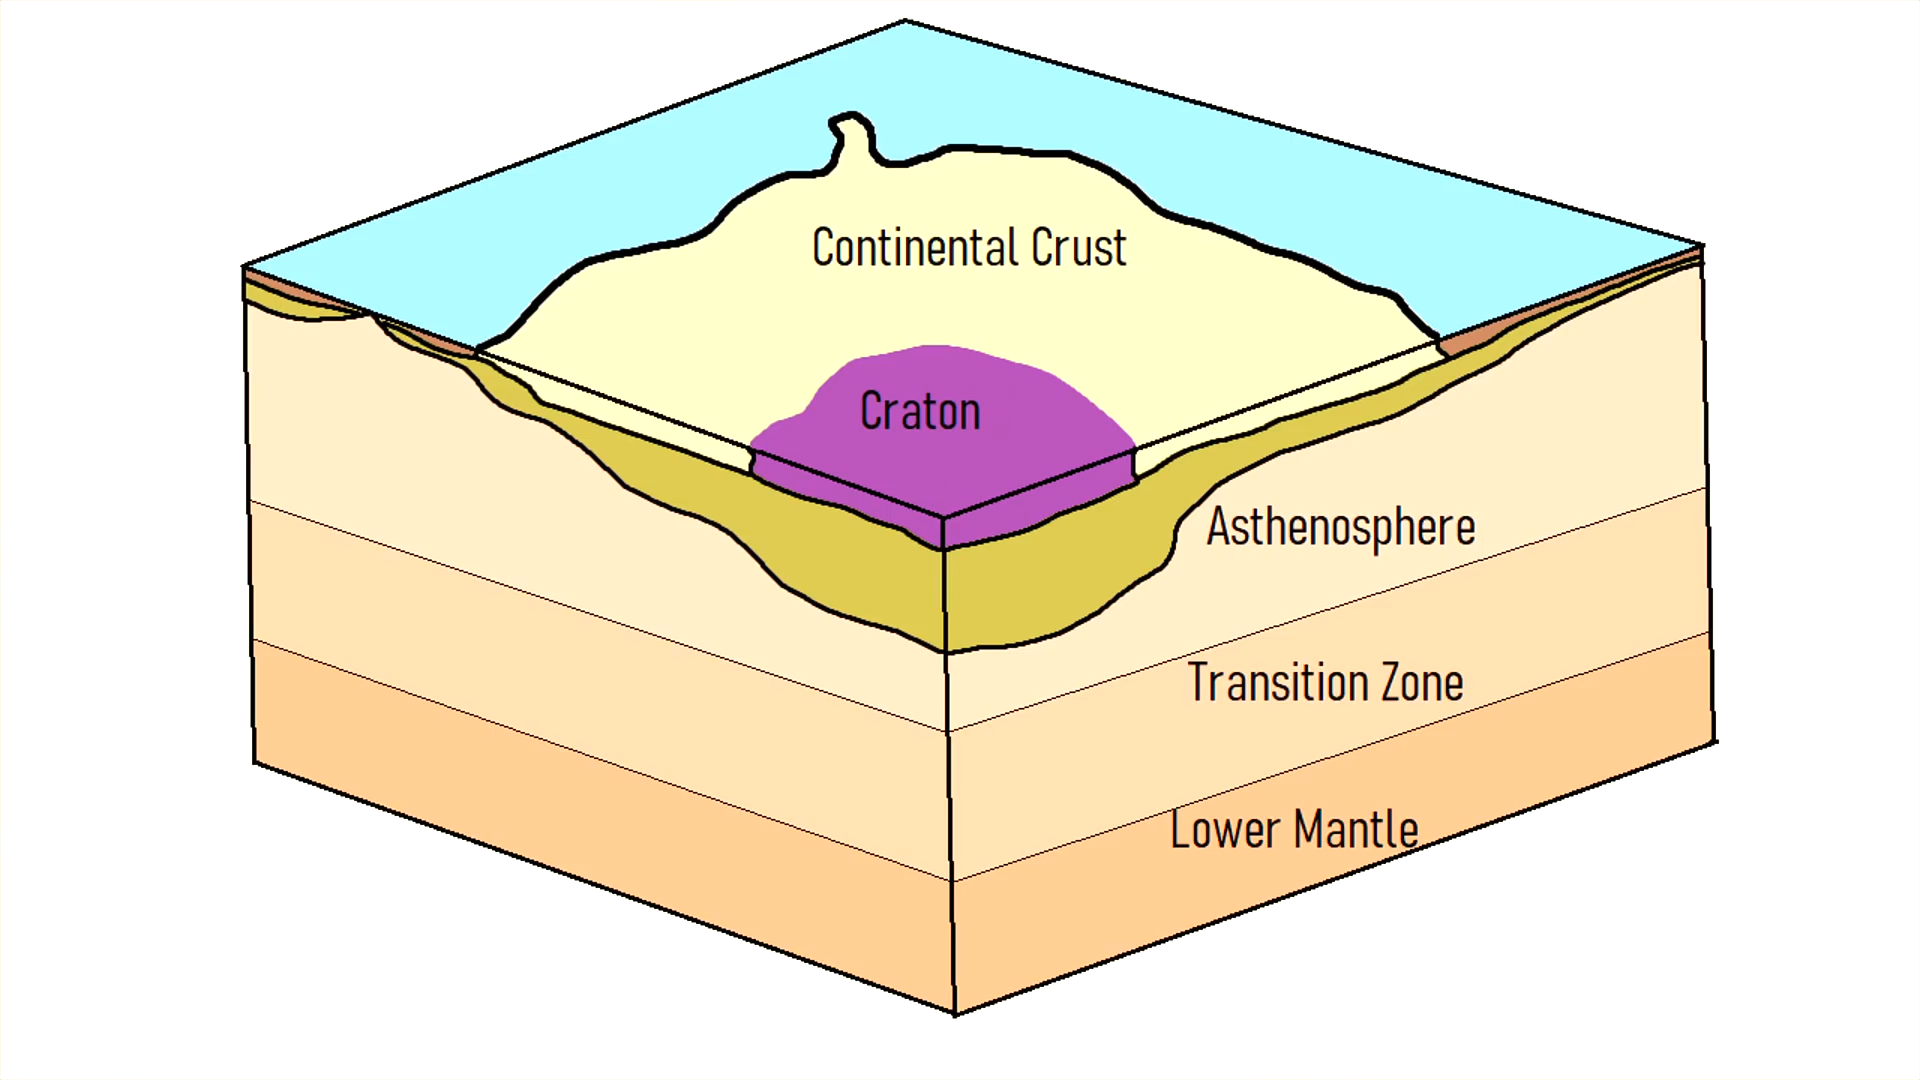 Continental Crust
Craton
Asthenosphere
Transition Zone
Lower Mantle